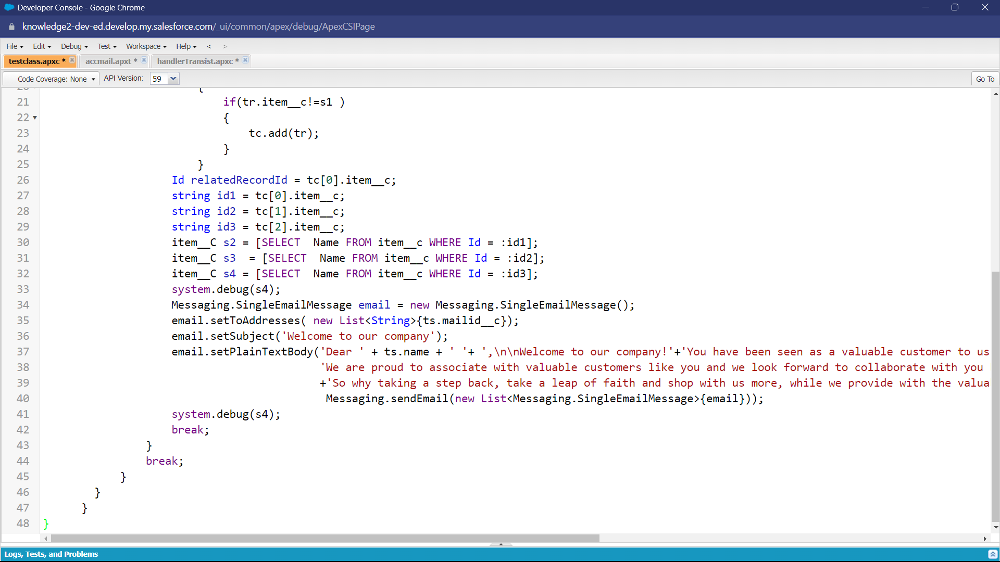 Developer Console - Google Chrome
knowledge2-dev-ed.develop.my.salesforce.com/_ui/common/apex/debug/ApexCSIPage
File Edit Debug Test Workspace Help < >
testclass.apxc * accmail.apxt * handlerTransist.apxc *
Code Coverage: None API Version: 59 Go To
20 {
21 if(tr.item__c!=s1 )
22 {
23 tc.add(tr);
24 }
25 }
26 Id relatedRecordId = tc[0].item__c;
27 string id1 = tc[0].item__c;
28 string id2 = tc[1].item__c;
29 string id3 = tc[2].item__c;
30 item__C s2 = [SELECT  Name FROM item__c WHERE Id = :id1];
31 item__C s3  = [SELECT  Name FROM item__c WHERE Id = :id2];
32 item__C s4 = [SELECT  Name FROM item__c WHERE Id = :id3];
33 system.debug(s4);
34 Messaging.SingleEmailMessage email = new Messaging.SingleEmailMessage();
35 email.setToAddresses( new List<String>{ts.mailid__c});
36 email.setSubject('Welcome to our company');
37 email.setPlainTextBody('Dear ' + ts.name + ' '+ ',\n\nWelcome to our company!'+'You have been seen as a valuable customer to us
38 'We are proud to associate with valuable customers like you and we look forward to collaborate with you
39 +'So why taking a step back, take a leap of faith and shop with us more, while we provide with the valua
40 Messaging.sendEmail(new List<Messaging.SingleEmailMessage>{email}));
41 system.debug(s4);
42 break;
43 }
44 break;
45 }
46 }
47 }
48 }
Logs, Tests, and Problems